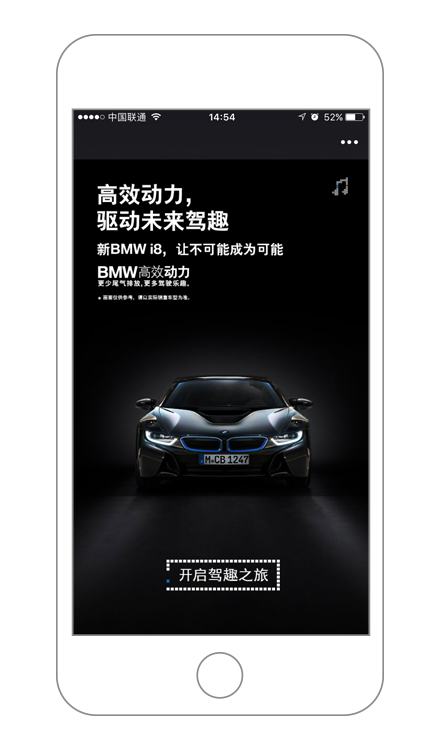 中国联通 14:54 52%
高效动力,
驱动未来驾趣
新BMW i8，让不可能成为可能
BMW高效动力
更少尾气排放,更多驾驶乐趣。
● 画面仅供参考，请以实际销售车型为准。
M CB 1247
开启驾趣之旅